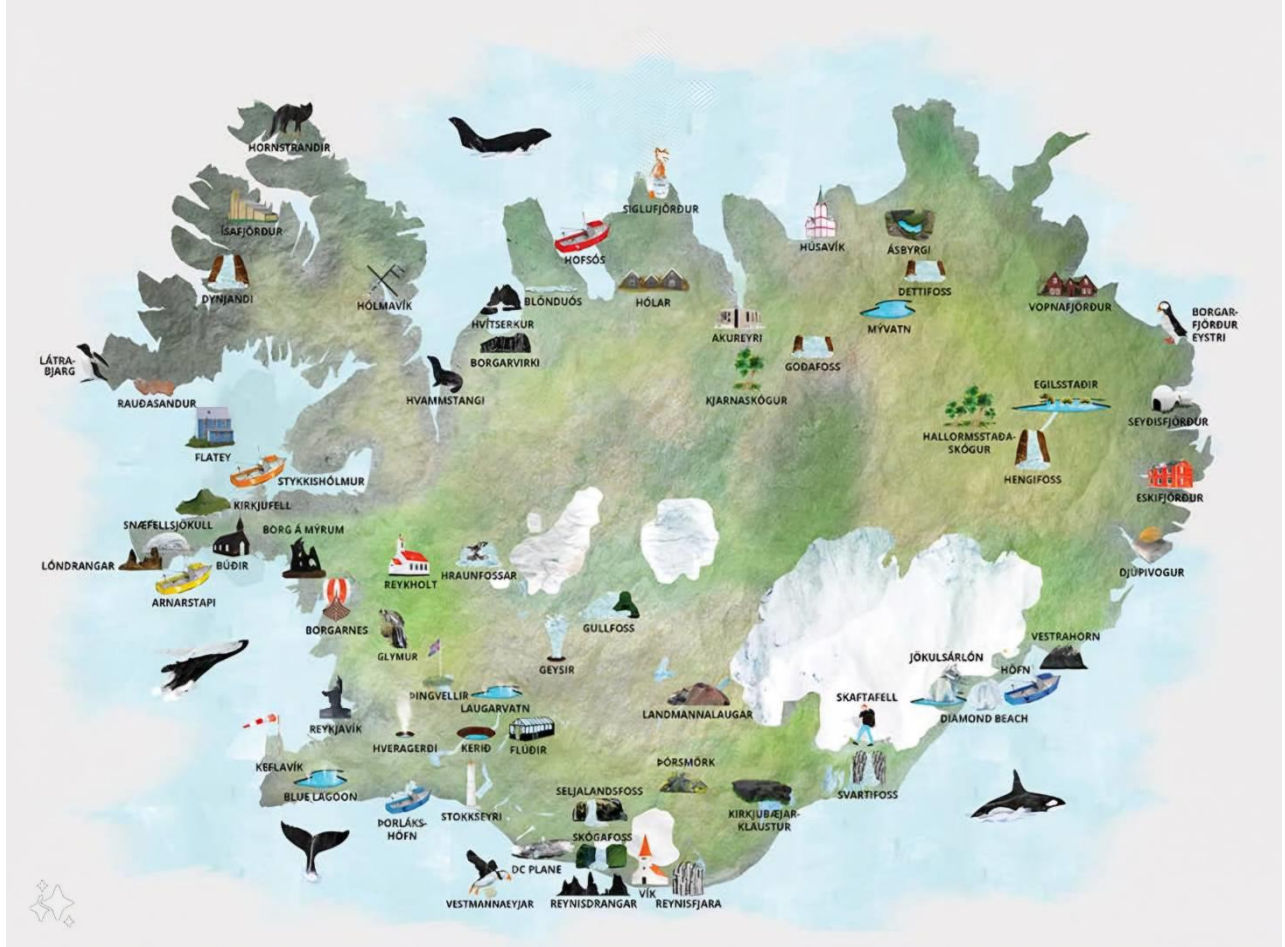 HORNSTRANDIR
ÍSAFJÖRÐUR
SIGLUFJÖRÐUR
HÚSAVÍK
ÁSBYRGI
HOFSÓS
DYNJANDI
HÓLMAVÍK
BLÖNDUÓS
HÓLAR
DETTIFOSS
VOPNAFJÖRÐUR
HVÍTSERKUR
AKUREYRI
MÝVATN
BORGAR-
FJÖRÐUR
EYSTRI
LÁTRA-
BJARG
BORGARVIRKI
GOÐAFOSS
RAUÐASANDUR
HVAMMSTANGI
KJARNASKÓGUR
EGILSSTAÐIR
SEYÐISFJÖRÐUR
FLATEY
HALLORMSSTAÐA-
SKÓGUR
STYKKISHÓLMUR
HENGIFOSS
ESKIFJÖRÐUR
KIRKJUFELL
SNÆFELLSJÖKULL
BORG Á MÝRUM
LÓNDRANGAR
BÚÐIR
REYKHOLT
HRAUNFOSSAR
DJÚPIVOGUR
ARNARSTAPI
BORGARNES
GULLFOSS
VESTRAHORN
GLYMUR
GEYSIR
JÖKULSÁRLÓN
HÖFN
ÞINGVELLIR
LAUGARVATN
SKAFTAFELL
LANDMANNALAUGAR
DIAMOND BEACH
REYKJAVÍK
HVERAGERÐI
KERIÐ
FLÚÐIR
KEFLAVÍK
ÞÓRSMÖRK
BLUE LAGOON
SELJALANDSFOSS
SVARTIFOSS
ÞORLÁKS-
HÖFN
STOKKSEYRI
KIRKJUBÆJAR-
KLAUSTUR
SKÓGAFOSS
DC PLANE
VÍK
VESTMANNAEYJAR
REYNISDRANGAR
REYNISFJARA